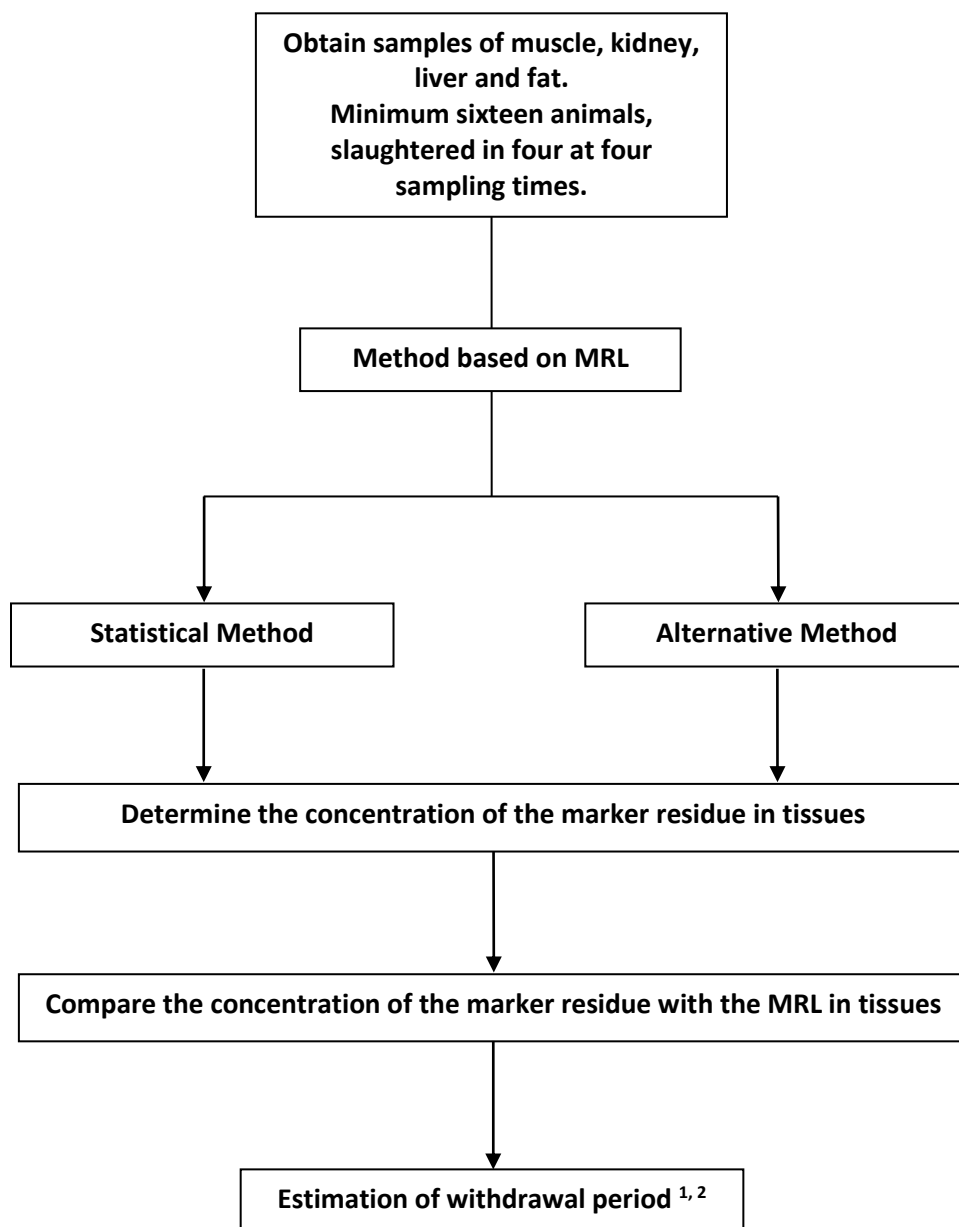 Obtain samples of muscle, kidney,
liver and fat.
Minimum sixteen animals,
slaughtered in four at four
sampling times.
Method based on MRL
Statistical Method
Alternative Method
Determine the concentration of the marker residue in tissues
Compare the concentration of the marker residue with the MRL in tissues
Estimation of withdrawal period 1, 2